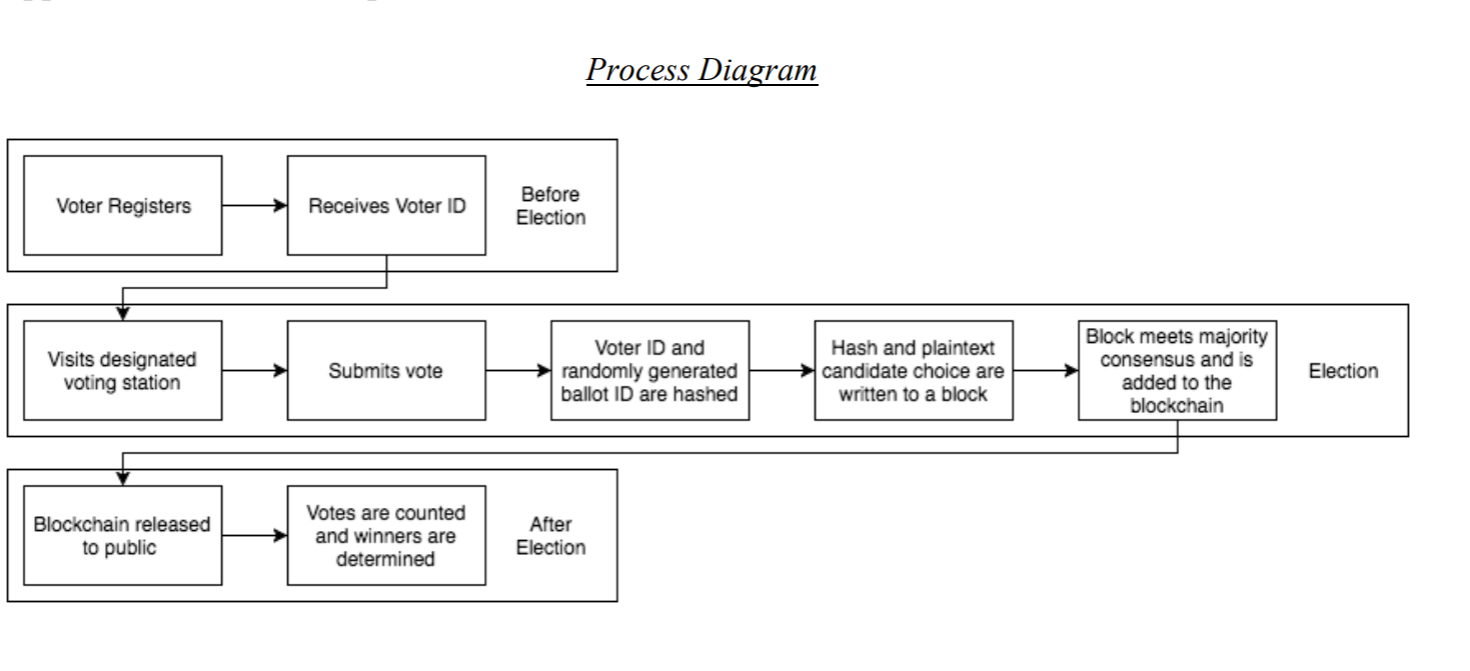 Process Diagram
Voter Registers
Receives Voter ID
Before
Election
Visits designated
voting station
Submits vote
Voter ID and
randomly generated
ballot ID are hashed
Hash and plaintext
candidate choice are
written to a block
Block meets majority
consensus and is
added to the
blockchain
Election
Blockchain released
to public
Votes are counted
and winners are
determined
After
Election